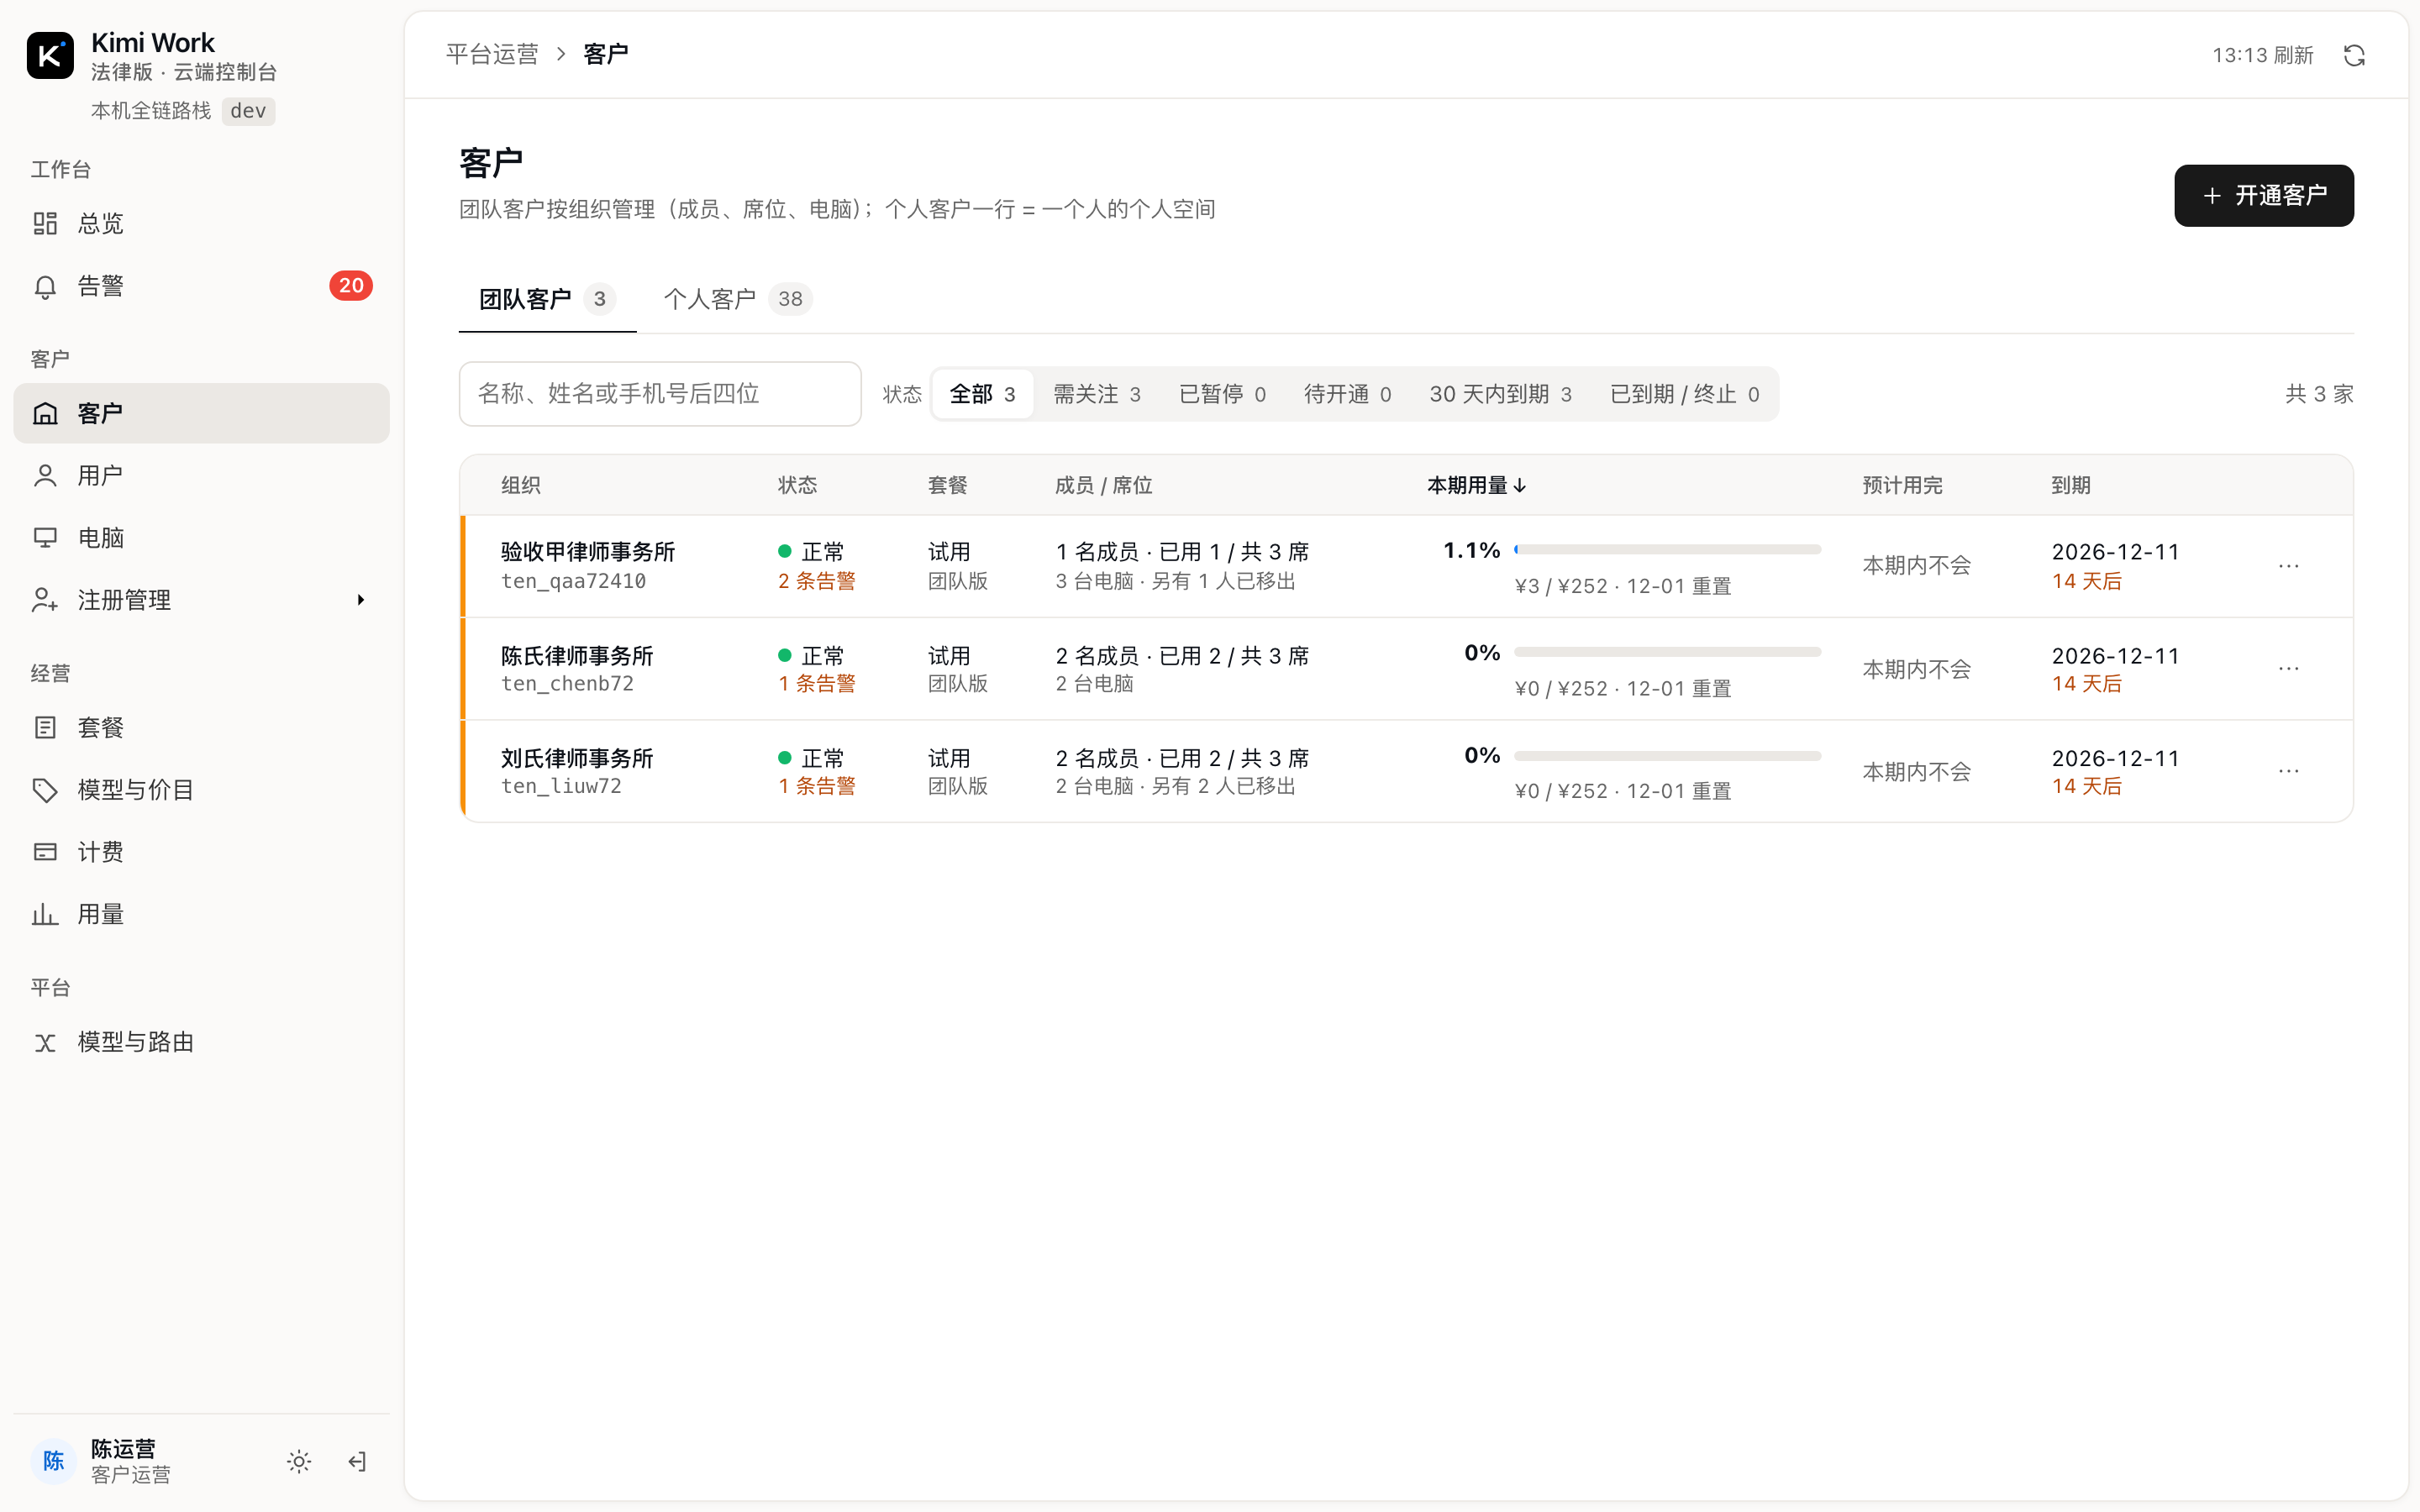 Kimi Work
法律版 · 云端控制台
本机全链路栈 dev
工作台
总览
告警 20
客户
客户
用户
电脑
注册管理
经营
套餐
模型与价目
计费
用量
平台
模型与路由
陈
陈运营
客户运营
平台运营 > 客户
13:13 刷新
客户
团队客户按组织管理（成员、席位、电脑）；个人客户一行 = 一个人的个人空间
+ 开通客户
团队客户 3 个人客户 38
名称、姓名或手机号后四位 状态 全部 3 需关注 3 已暂停 0 待开通 0 30 天内到期 3 已到期 / 终止 0 共 3 家
组织 状态 套餐 成员 / 席位 本期用量 ↓ 预计用完 到期
验收甲律师事务所 正常 试用 1 名成员 · 已用 1 / 共 3 席 1.1% 本期内不会 2026-12-11 ···
ten_qaa72410 2 条告警 团队版 3 台电脑 · 另有 1 人已移出 ¥3 / ¥252 · 12-01 重置 14 天后
陈氏律师事务所 正常 试用 2 名成员 · 已用 2 / 共 3 席 0% 本期内不会 2026-12-11 ···
ten_chenb72 1 条告警 团队版 2 台电脑 ¥0 / ¥252 · 12-01 重置 14 天后
刘氏律师事务所 正常 试用 2 名成员 · 已用 2 / 共 3 席 0% 本期内不会 2026-12-11 ···
ten_liuw72 1 条告警 团队版 2 台电脑 · 另有 2 人已移出 ¥0 / ¥252 · 12-01 重置 14 天后